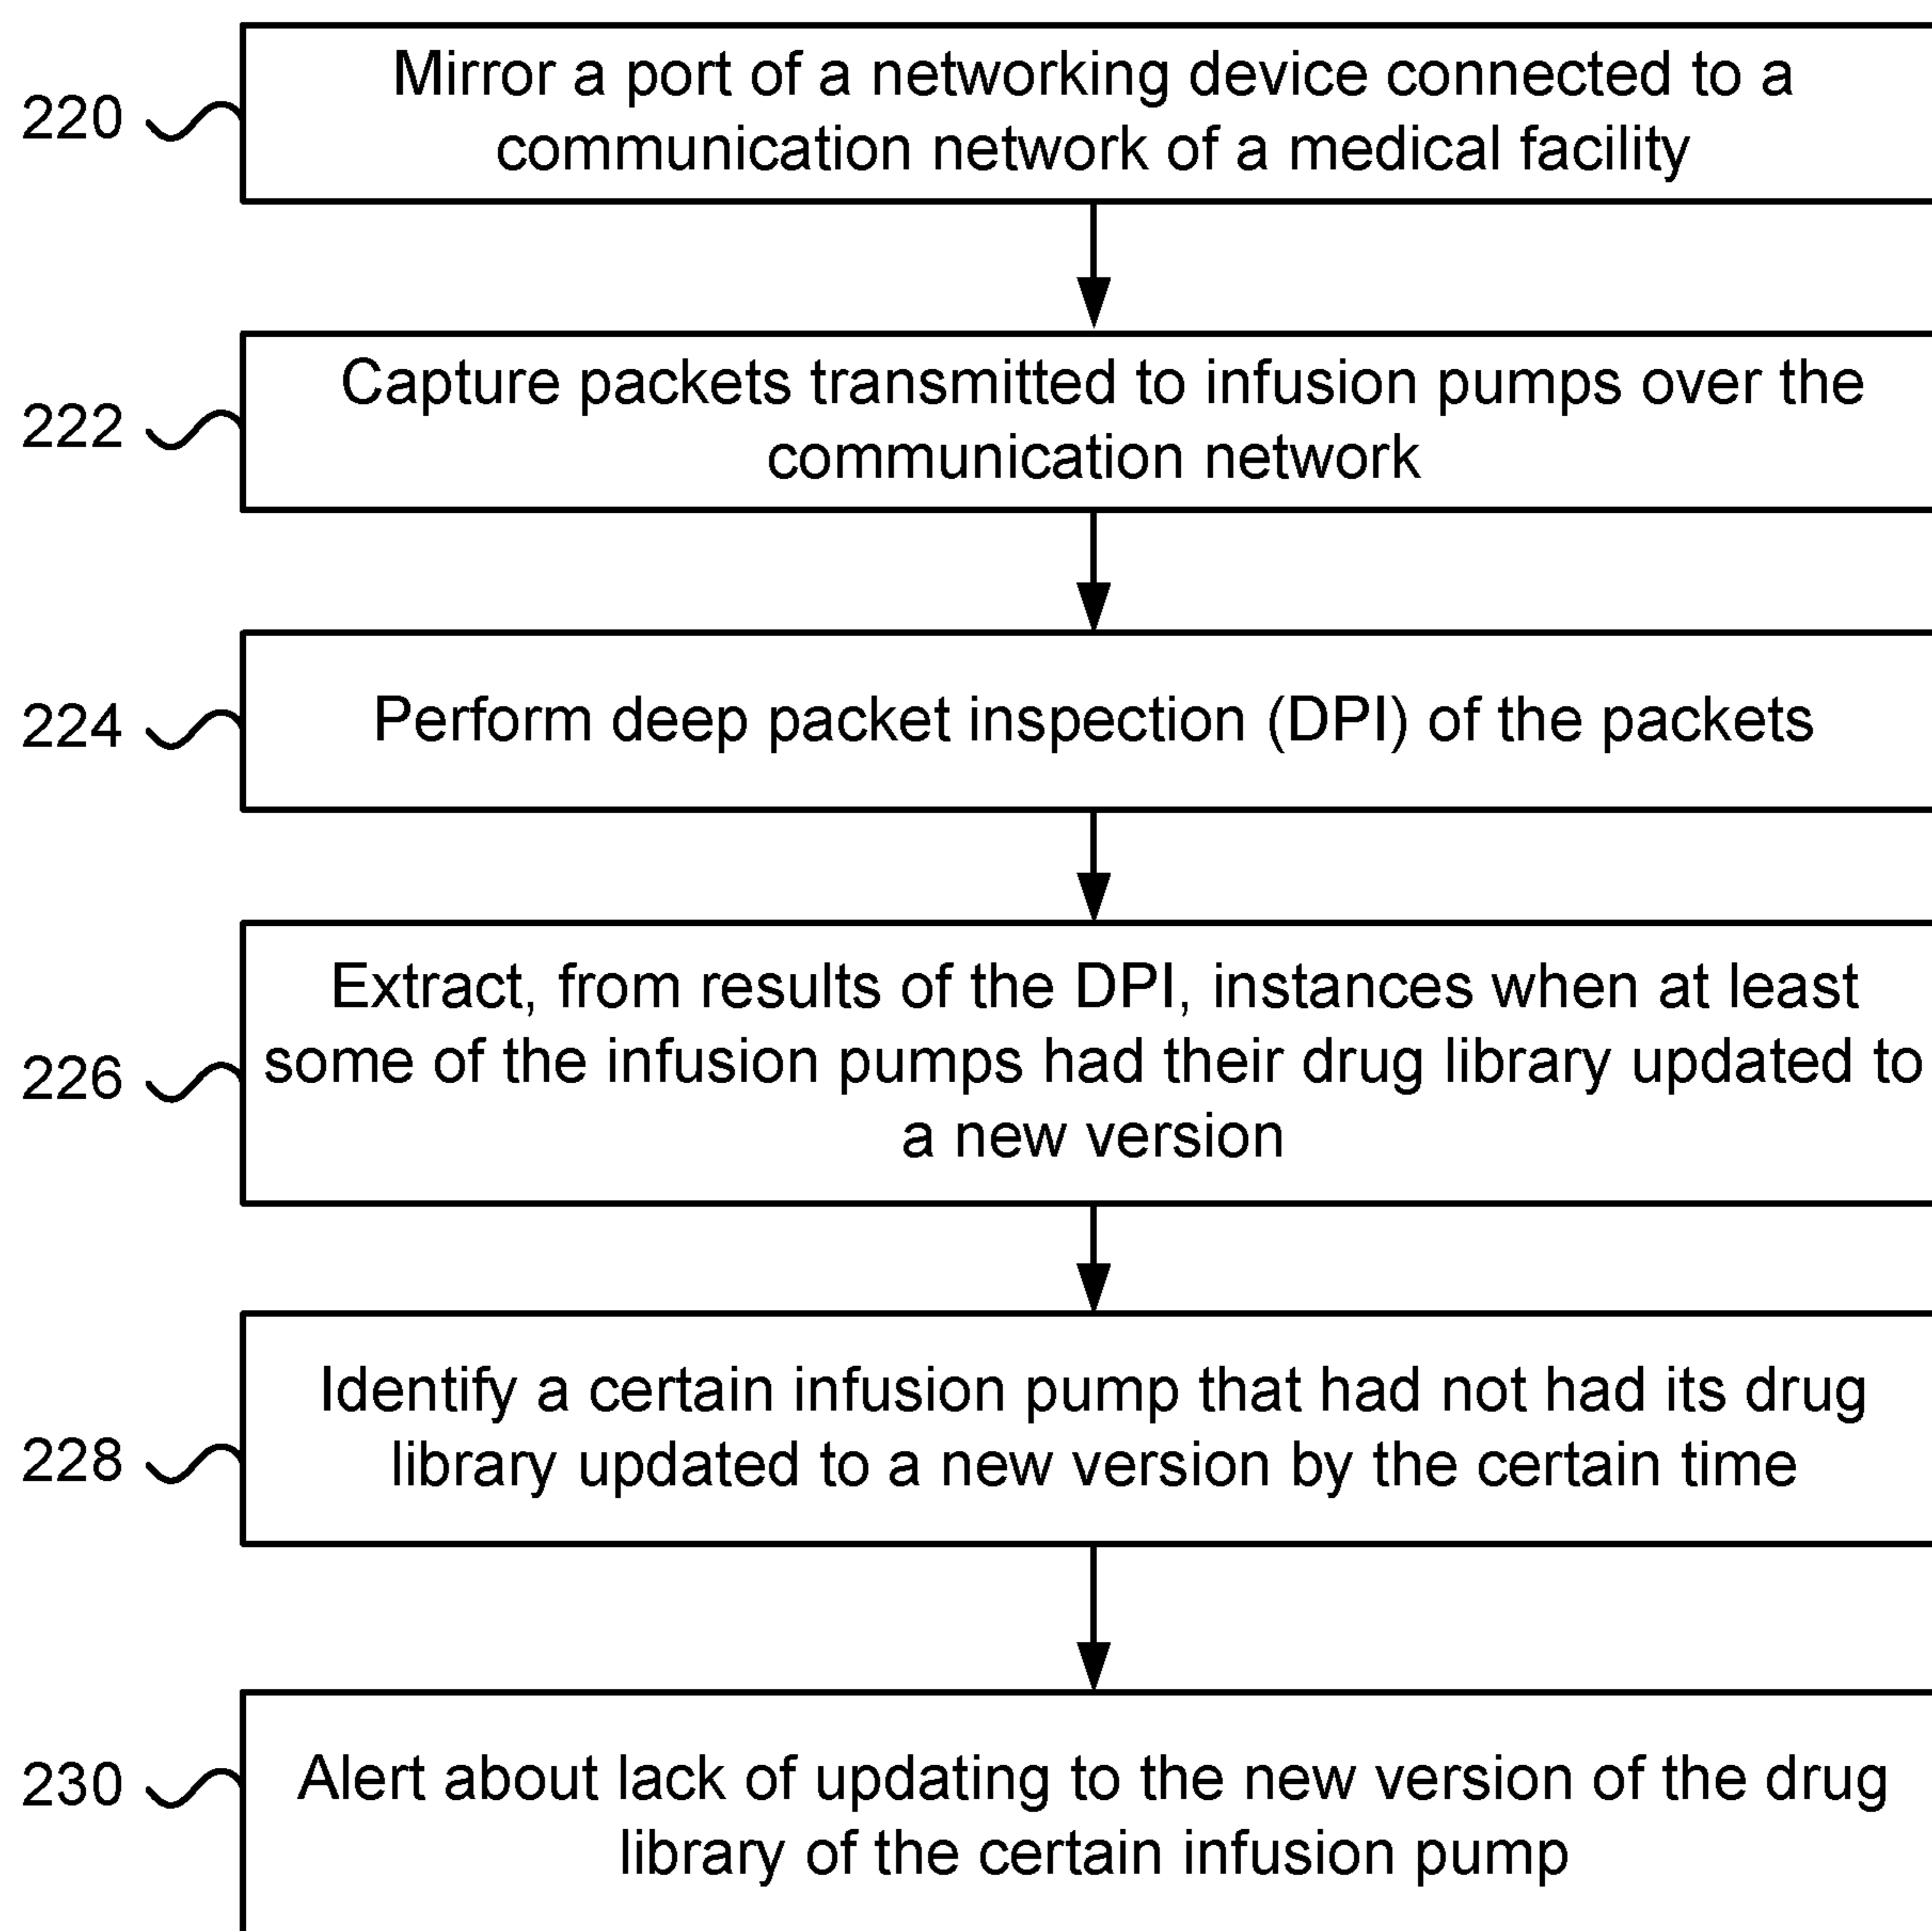 Mirror a port of a networking device connected to a
communication network of a medical facility
220
Capture packets transmitted to infusion pumps over the
communication network
222
Perform deep packet inspection (DPI) of the packets
224
Extract, from results of the DPI, instances when at least
some of the infusion pumps had their drug library updated to
a new version
226
Identify a certain infusion pump that had not had its drug
library updated to a new version by the certain time
228
Alert about lack of updating to the new version of the drug
library of the certain infusion pump
230